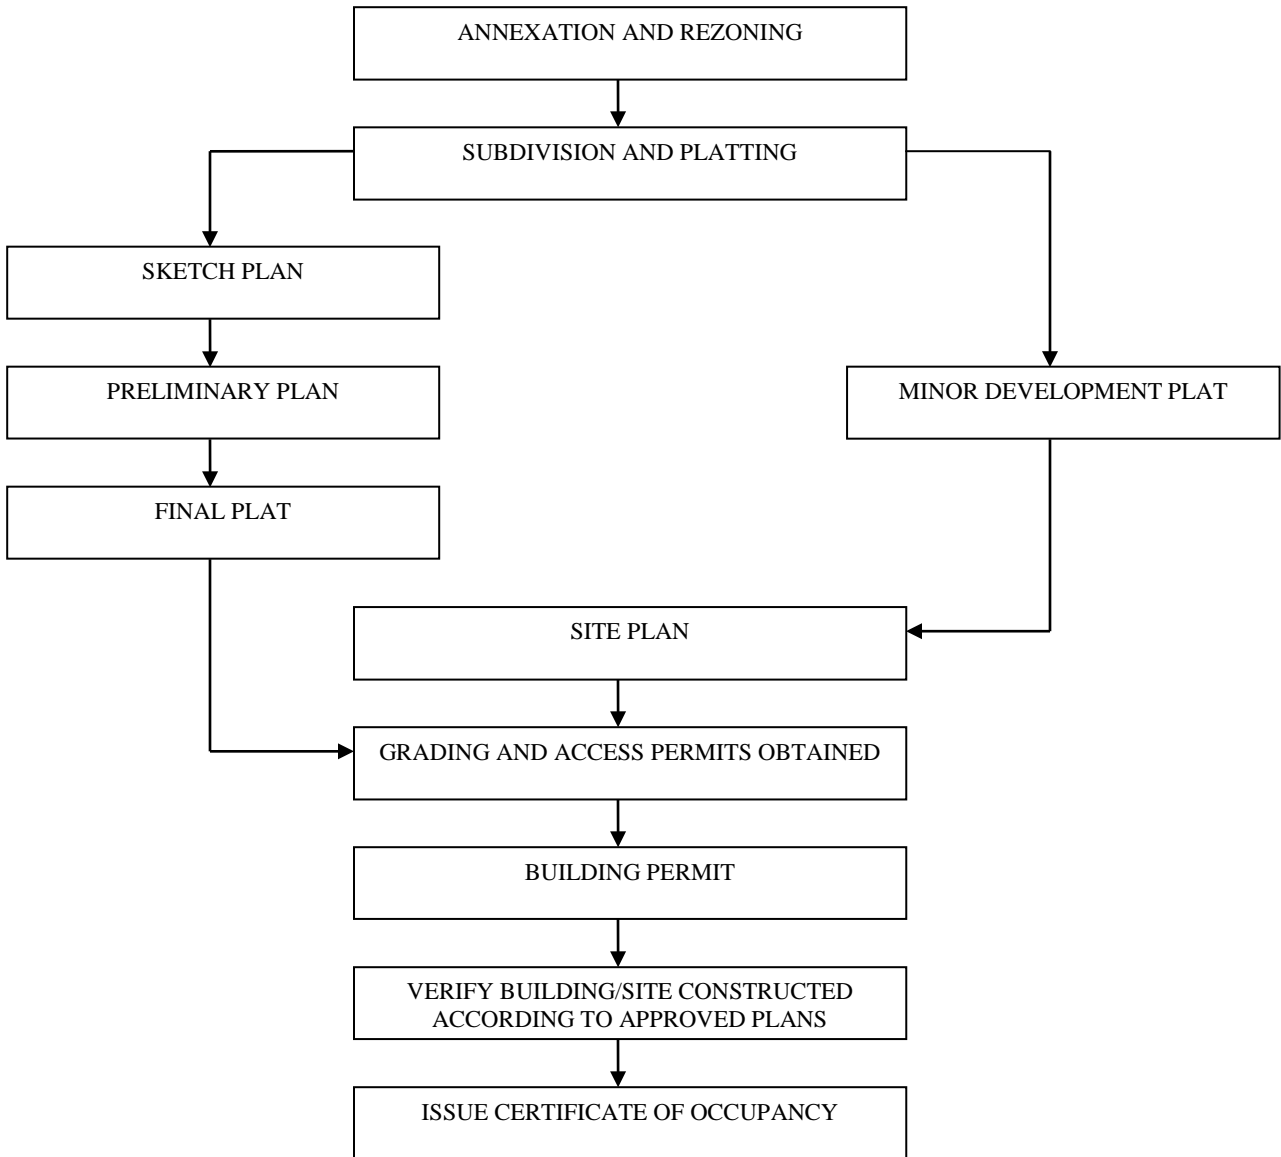 ANNEXATION AND REZONING
SUBDIVISION AND PLATTING
SKETCH PLAN
PRELIMINARY PLAN
MINOR DEVELOPMENT PLAT
FINAL PLAT
SITE PLAN
GRADING AND ACCESS PERMITS OBTAINED
BUILDING PERMIT
VERIFY BUILDING/SITE CONSTRUCTED
ACCORDING TO APPROVED PLANS
ISSUE CERTIFICATE OF OCCUPANCY